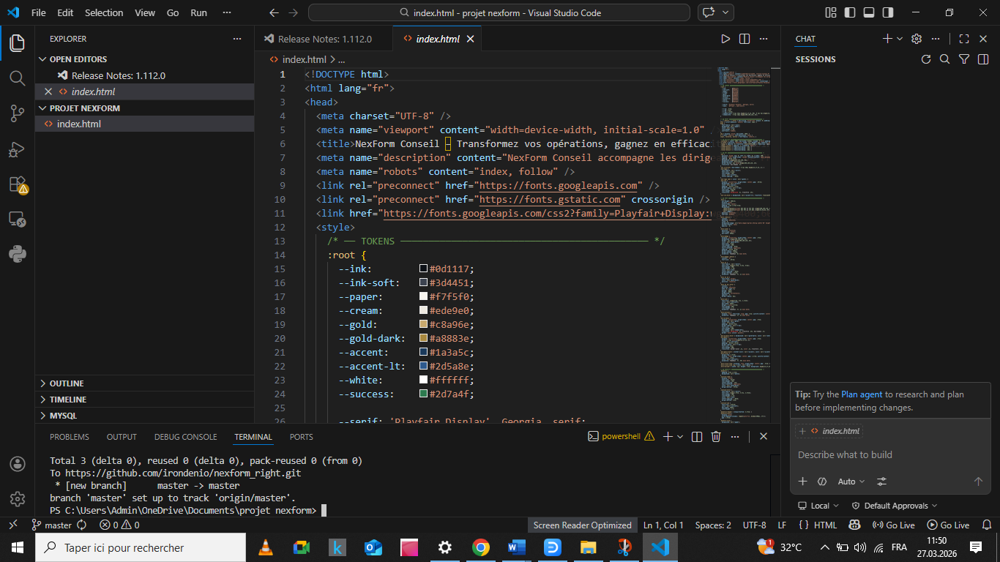 File Edit Selection View Go Run ···
index.html - projet nexform - Visual Studio Code
EXPLORER
OPEN EDITORS
Release Notes: 1.112.0
index.html
PROJET NEXFORM
index.html
OUTLINE
TIMELINE
MYSQL
Release Notes: 1.112.0
index.html
index.html > ...
1 <!DOCTYPE html>
2 <html lang="fr">
3 <head>
4 <meta charset="UTF-8" />
5 <meta name="viewport" content="width=device-width, initial-scale=1.0" /
6 <title>NexForm Conseil – Transformez vos opérations, gagnez en efficaci
7 <meta name="description" content="NexForm Conseil accompagne les dirige
8 <meta name="robots" content="index, follow" />
9 <link rel="preconnect" href="https://fonts.googleapis.com" />
10 <link rel="preconnect" href="https://fonts.gstatic.com" crossorigin />
11 <link href="https://fonts.googleapis.com/css2?family=Playfair+Display:
12 <style>
13 /* ── TOKENS ──────────────────────────────────────────── */
14 :root {
15 --ink: #0d1117;
16 --ink-soft: #3d4451;
17 --paper: #f7f5f0;
18 --cream: #ede9e0;
19 --gold: #c8a96e;
20 --gold-dark: #a8883e;
21 --accent: #1a3a5c;
22 --accent-lt: #2d5a8e;
23 --white: #ffffff;
24 --success: #2d7a4f;
25
26 --serif: 'Playfair Display', Georgia, serif;
PROBLEMS OUTPUT DEBUG CONSOLE TERMINAL PORTS
powershell
Total 3 (delta 0), reused 0 (delta 0), pack-reused 0 (from 0)
To https://github.com/irondenio/nexform_right.git
* [new branch] master -> master
branch 'master' set up to track 'origin/master'.
PS C:\Users\Admin\OneDrive\Documents\projet nexform>
CHAT
SESSIONS
Tip: Try the Plan agent to research and plan
before implementing changes.
index.html
Describe what to build
Auto
Local Default Approvals
master 0 0 Screen Reader Optimized Ln 1, Col 1 Spaces: 2 UTF-8 LF { } HTML Go Live Go Live
Taper ici pour rechercher
1
32°C
FRA
11:50
27.03.2026